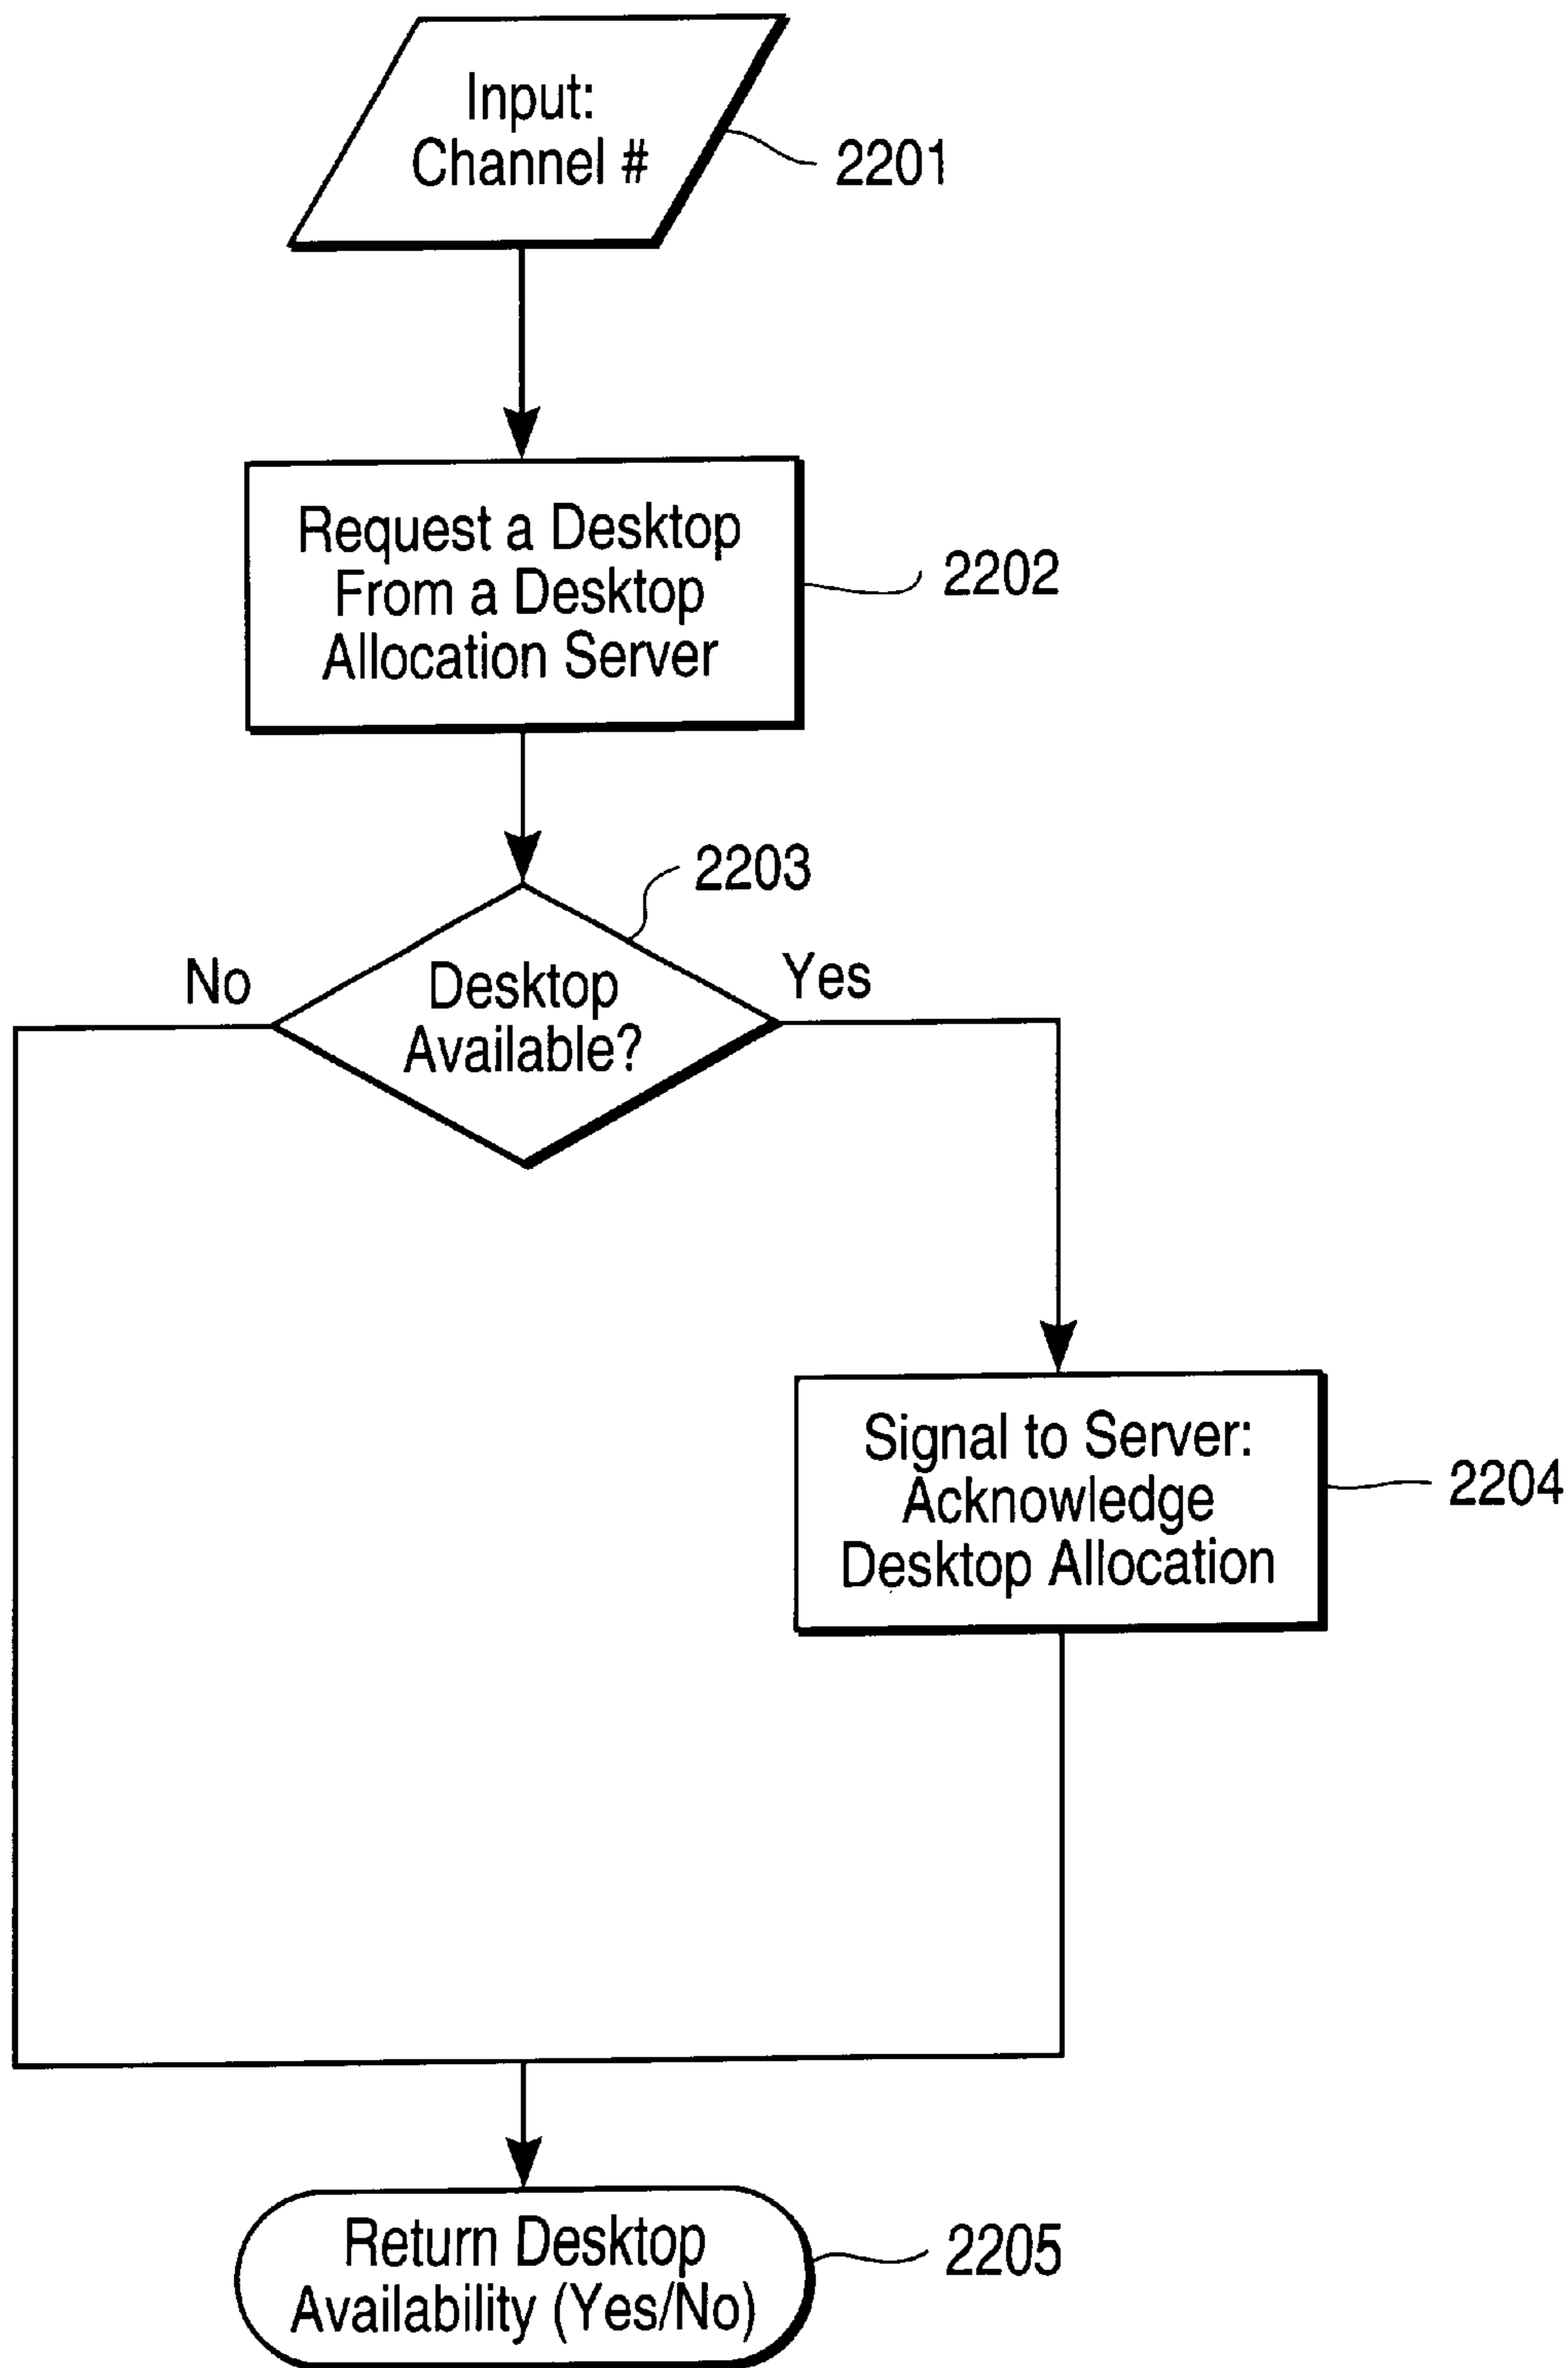 Input:
Channel #
2201
Request a Desktop
From a Desktop
Allocation Server
2202
2203
No
Desktop
Available?
Yes
Signal to Server:
Acknowledge
Desktop Allocation
2204
Return Desktop
Availability (Yes/No)
2205